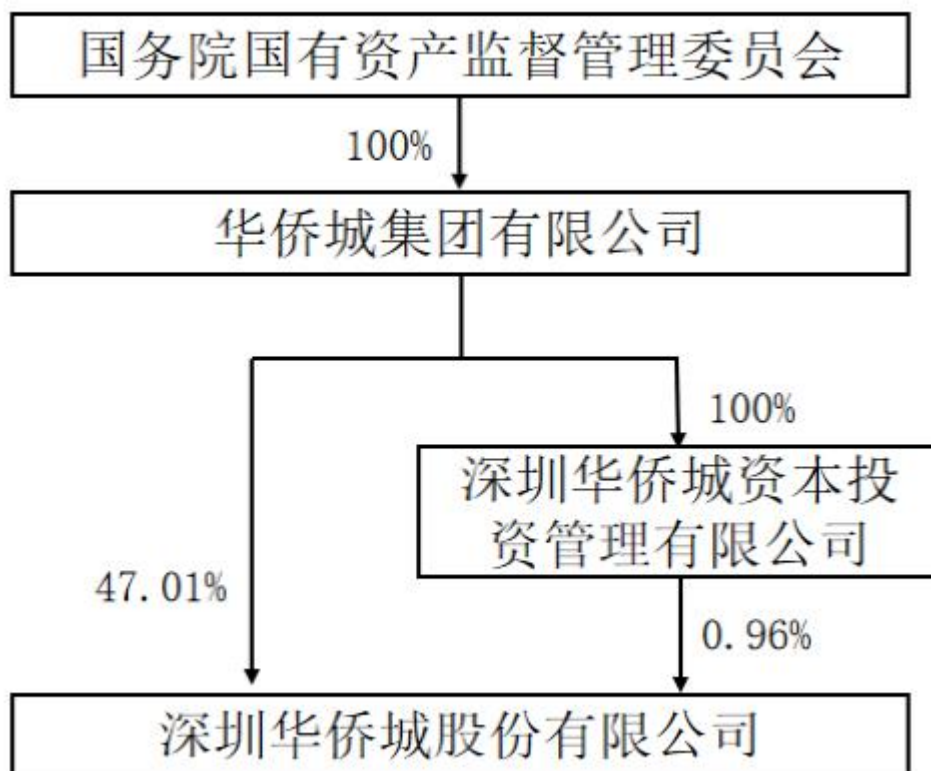 国务院国有资产监督管理委员会
100%
华侨城集团有限公司
100%
深圳华侨城资本投
资管理有限公司
47.01%
0.96%
深圳华侨城股份有限公司